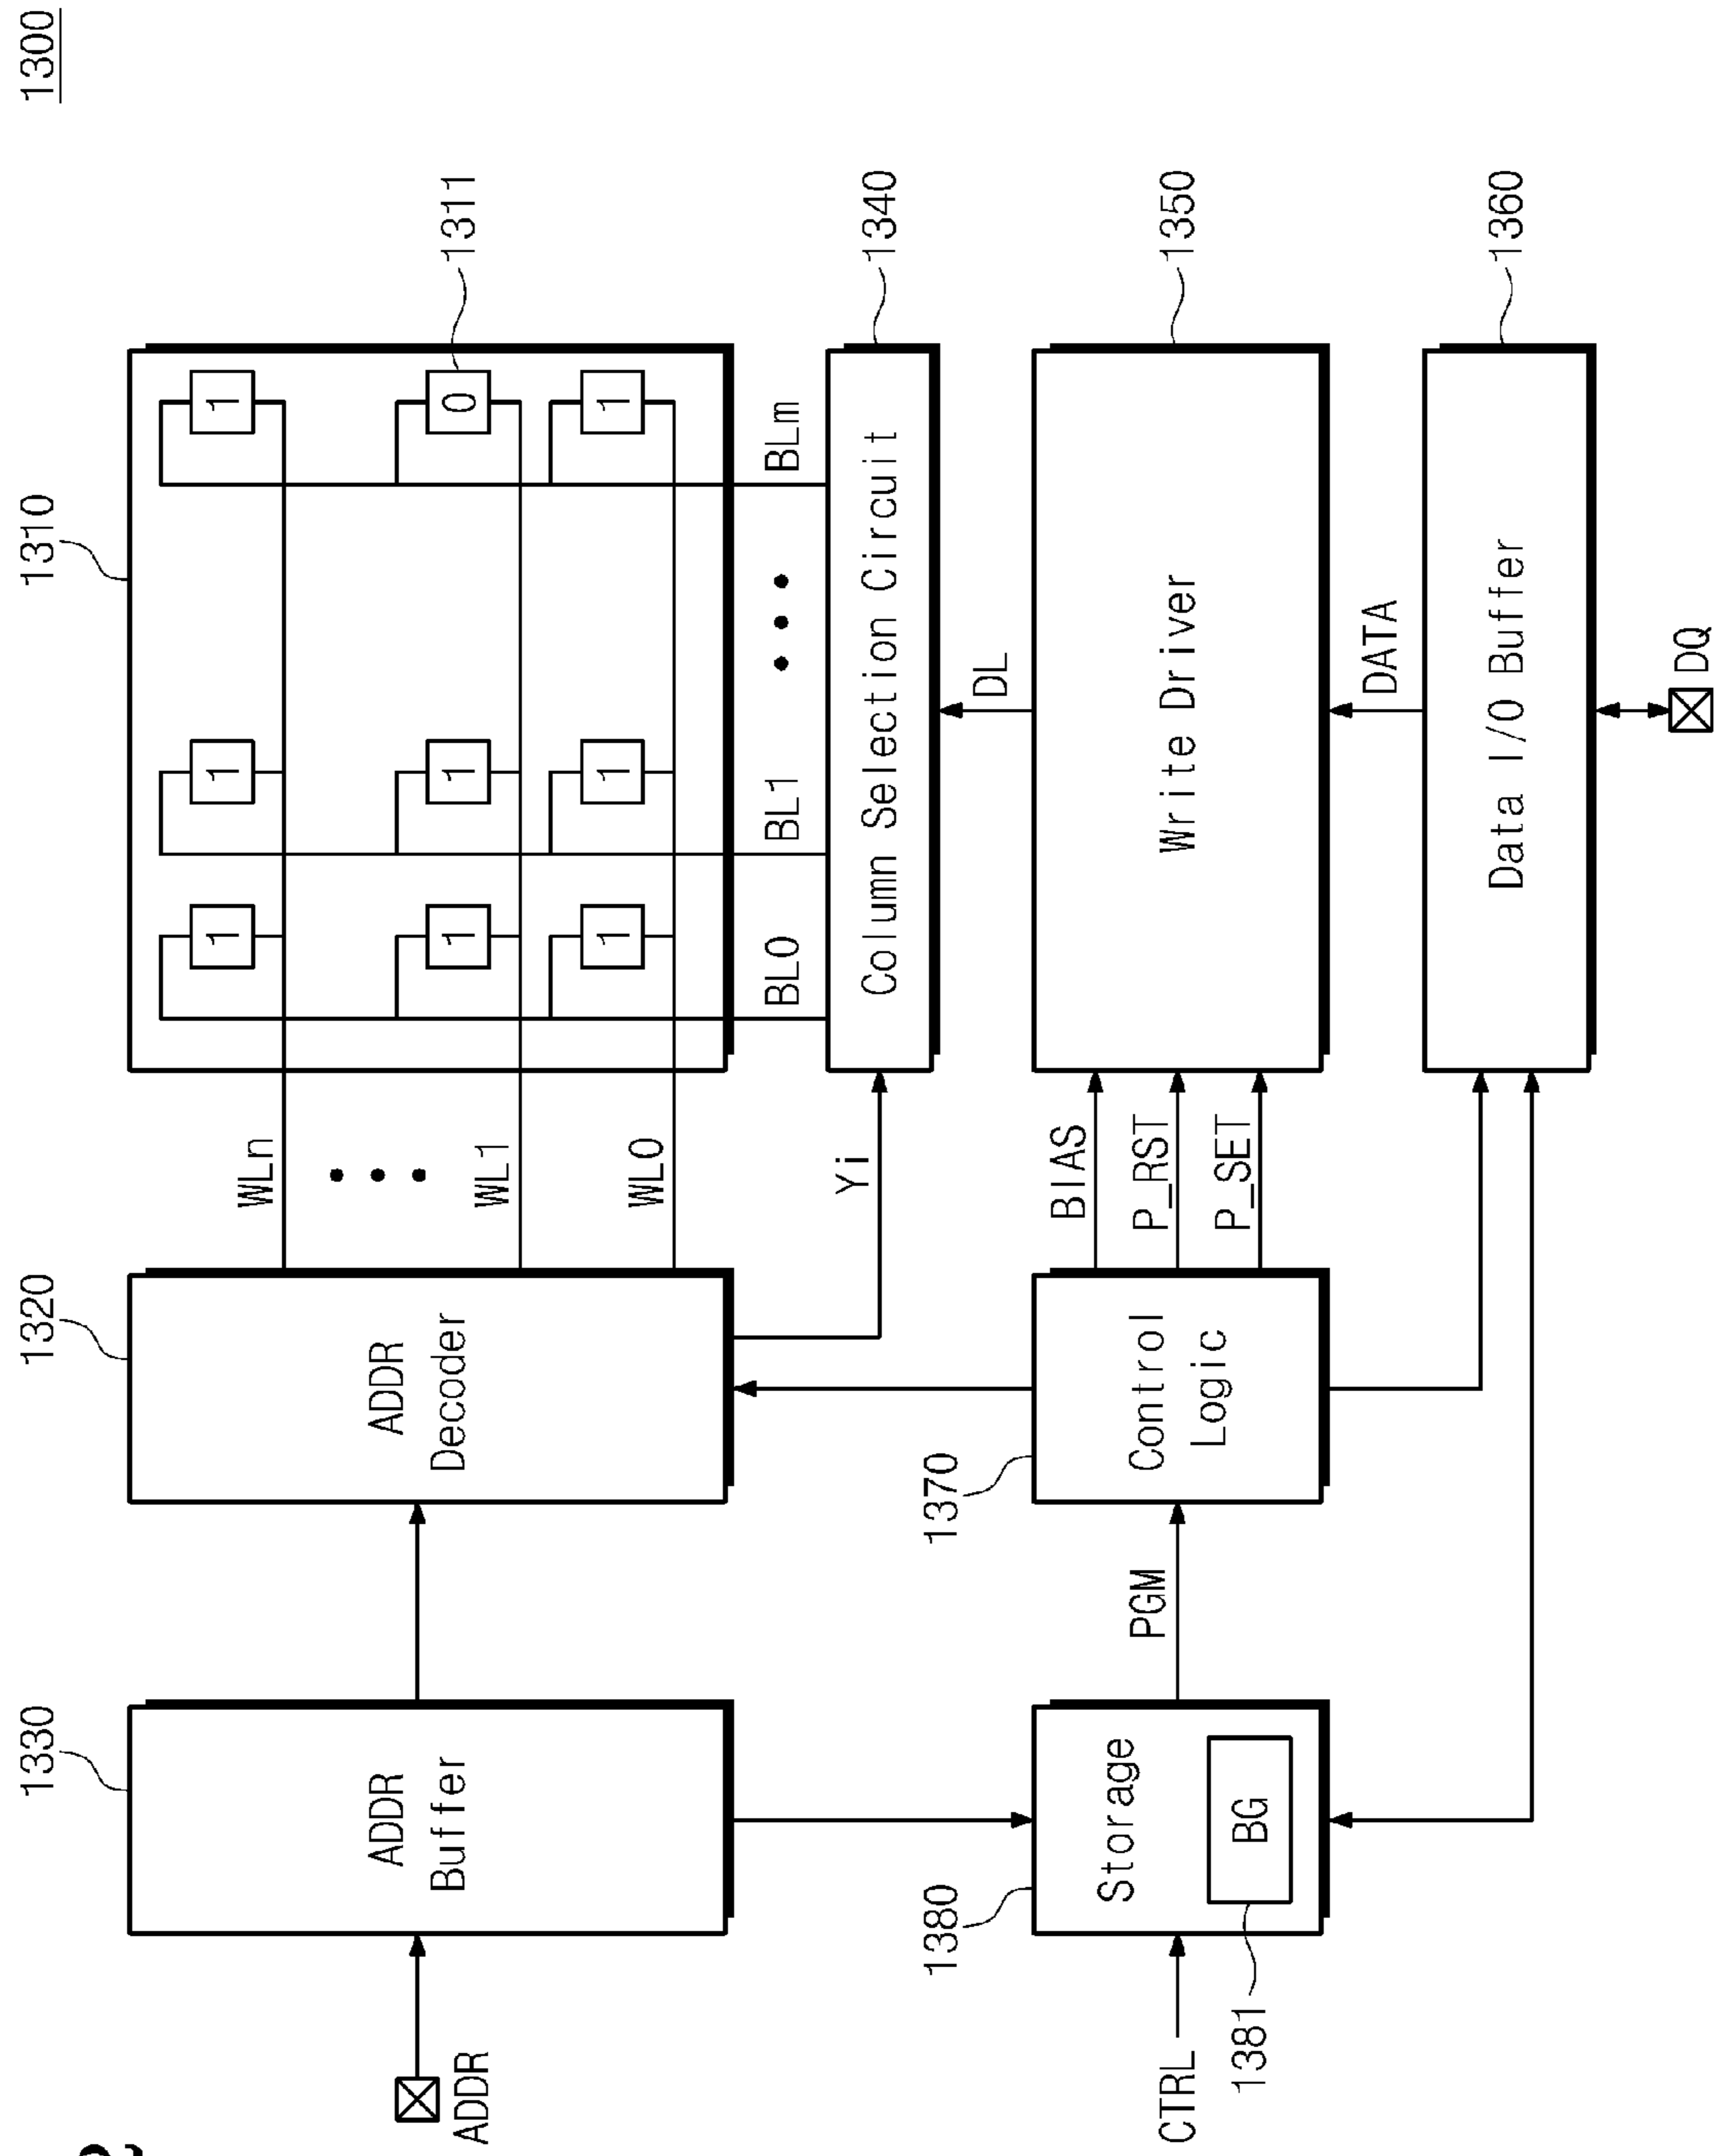 1300
1330
1320
1310
ADDR
ADDR
Buffer
ADDR
Decoder
WLn
WL1
WL0
1
1
1
1
1
0
1
1
1
1311
BL0
BL1
BLm
Yi
Column Selection Circuit
1340
DL
1380
CTRL
Storage
BG
1381
PGM
1370
Control
Logic
BIAS
P_RST
P_SET
Write Driver
1350
DATA
Data I/O Buffer
1360
DQ